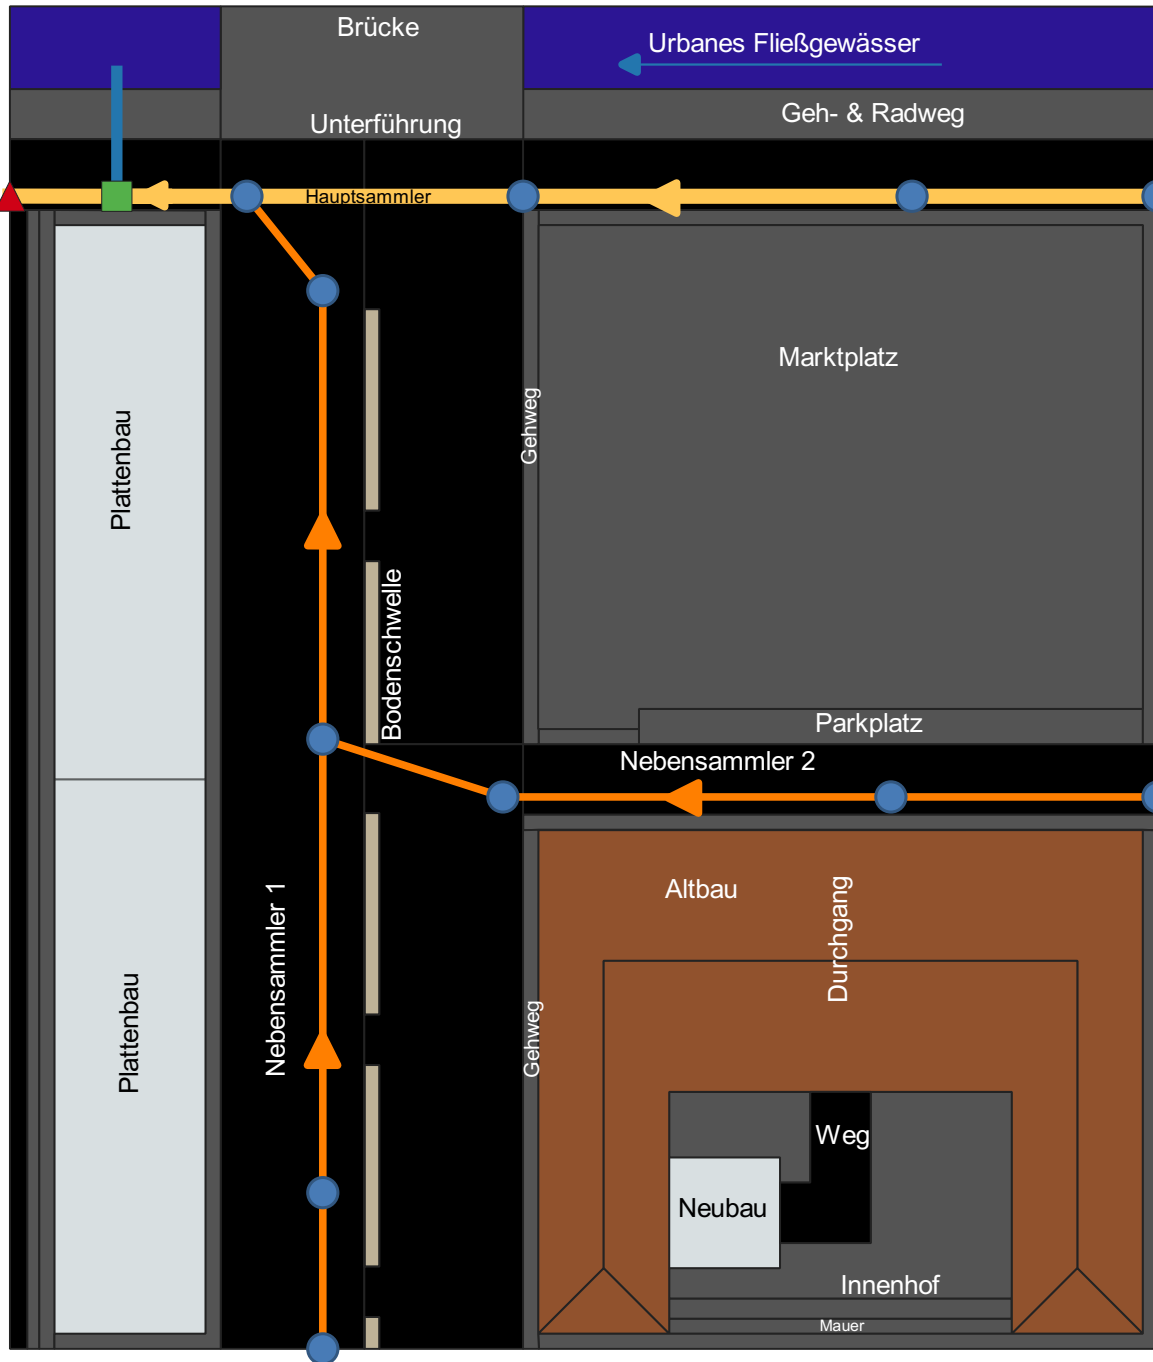 Brücke
Urbanes Fließgewässer
Geh- & Radweg
Unterführung
Hauptsammler
Marktplatz
Gehweg
Plattenbau
Bodenschwelle
Parkplatz
Nebensammler 2
Altbau
Durchgang
Nebensammler 1
Gehweg
Plattenbau
Weg
Neubau
Innenhof
Mauer